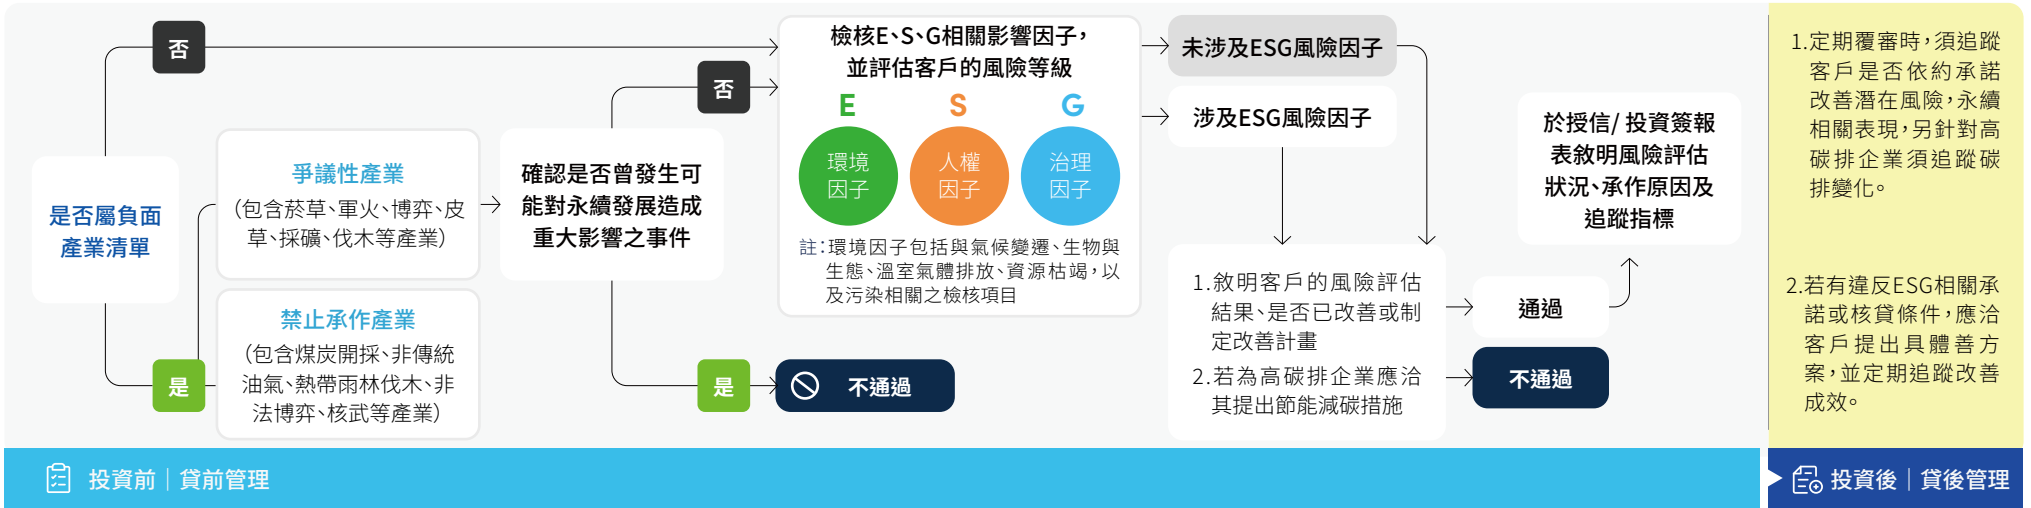 是否屬負面
產業清單
否
是
爭議性產業
(包含菸草、軍火、博弈、皮
草、採礦、伐木等產業)
禁止承作產業
(包含煤炭開採、非傳統
油氣、熱帶雨林伐木、非
法博弈、核武等產業)
確認是否曾發生可
能對永續發展造成
重大影響之事件
否
是
不通過
檢核E、S、G相關影響因子,
並評估客戶的風險等級
E
S
G
環境
因子
人權
因子
治理
因子
註:環境因子包括與氣候變遷、生物與
生態、溫室氣體排放、資源枯竭,以
及污染相關之檢核項目
未涉及ESG風險因子
涉及ESG風險因子
1.敘明客戶的風險評估
結果、是否已改善或制
定改善計畫
2.若為高碳排企業應洽
其提出節能減碳措施
通過
不通過
於授信/ 投資簽報
表敘明風險評估
狀況、承作原因及
追蹤指標
1.定期覆審時,須追蹤
客戶是否依約承諾
改善潛在風險,永續
相關表現,另針對高
碳排企業須追蹤碳
排變化。
2.若有違反ESG相關承
諾或核貸條件,應洽
客戶提出具體善方
案,並定期追蹤改善
成效。
投資前｜貸前管理
投資後｜貸後管理